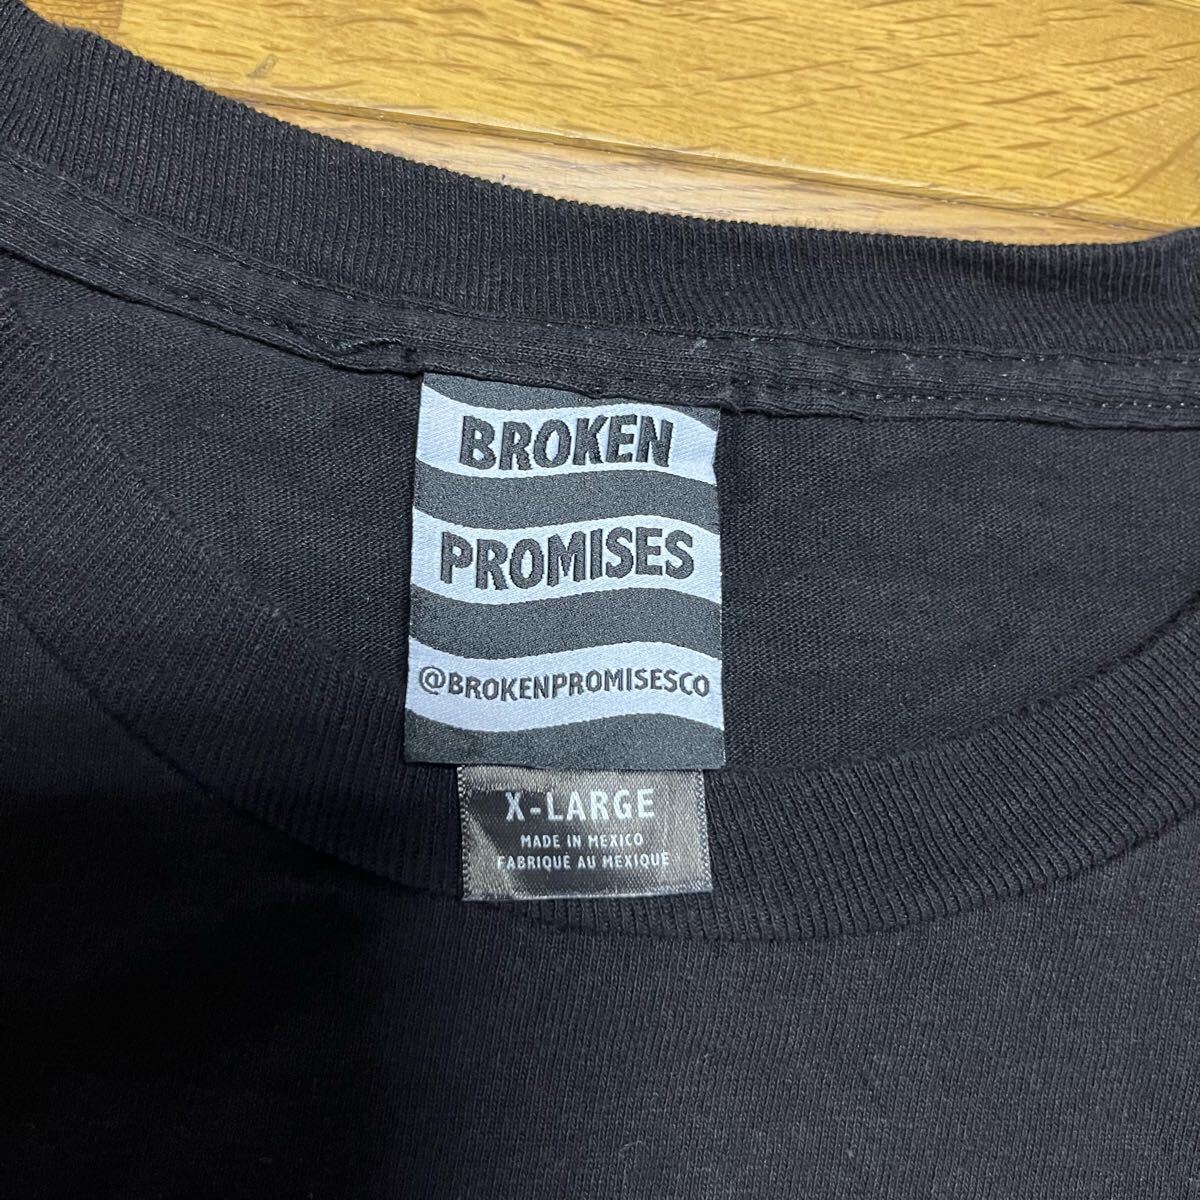 BROKEN
PROMISES
@BROKENPROMISESCO
X-LARGE
MADE IN MEXICO
FABRIQUÉ AU MEXIQUE